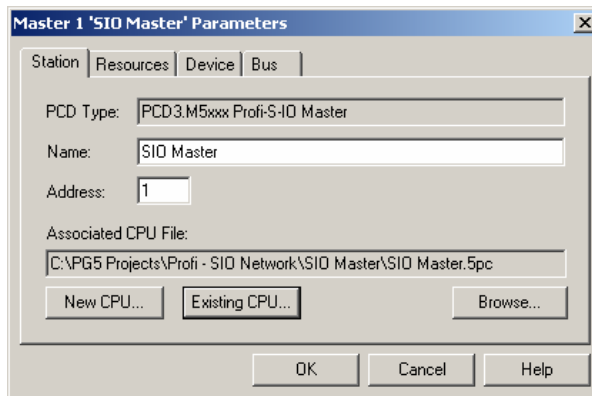 Master 1 'SIO Master' Parameters
Station Resources Device Bus
PCD Type: PCD3.M5xxx Profi-S-IO Master
Name: SIO Master
Address: 1
Associated CPU File:
C:\PG5 Projects\Profi - SIO Network\SIO Master\SIO Master.5pc
New CPU... Existing CPU... Browse...
OK Cancel Help